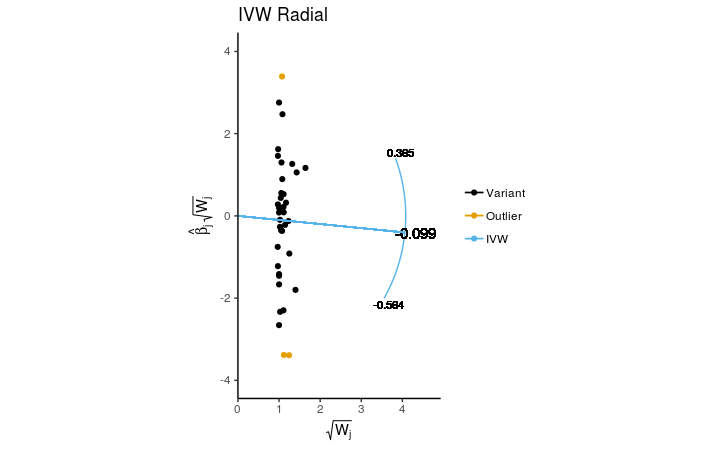 IVW Radial
4
2
0
-2
-4
β̂ⱼ√Wⱼ
0.385
-0.099
-0.584
0
1
2
3
4
√Wⱼ
Variant
Outlier
IVW